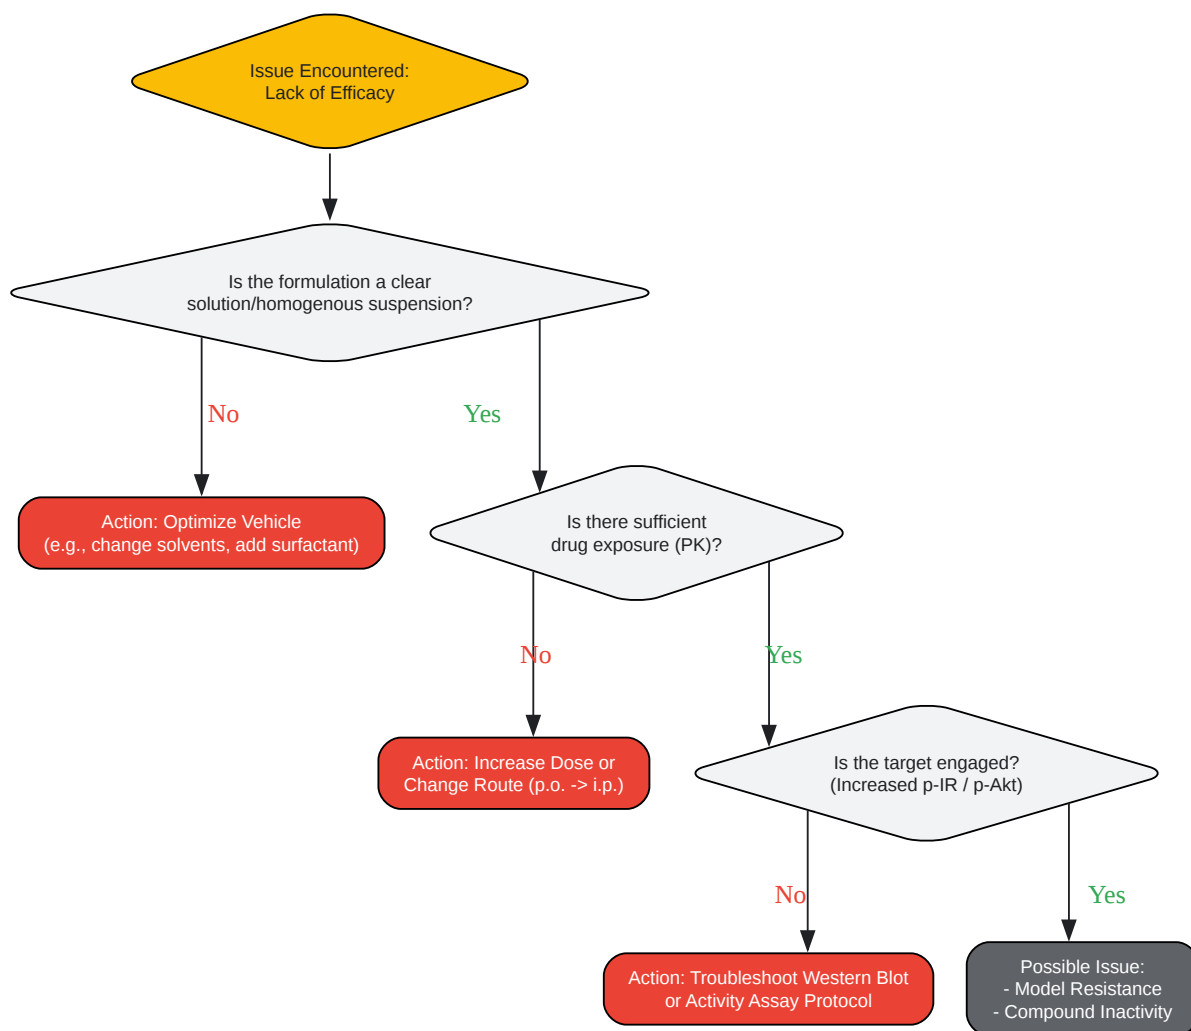 Issue Encountered:
Lack of Efficacy
Is the formulation a clear
solution/homogenous suspension?
No
Yes
Action: Optimize Vehicle
(e.g., change solvents, add surfactant)
Is there sufficient
drug exposure (PK)?
No
Yes
Action: Increase Dose or
Change Route (p.o. -> i.p.)
Is the target engaged?
(Increased p-IR / p-Akt)
No
Yes
Action: Troubleshoot Western Blot
or Activity Assay Protocol
Possible Issue:
- Model Resistance
- Compound Inactivity